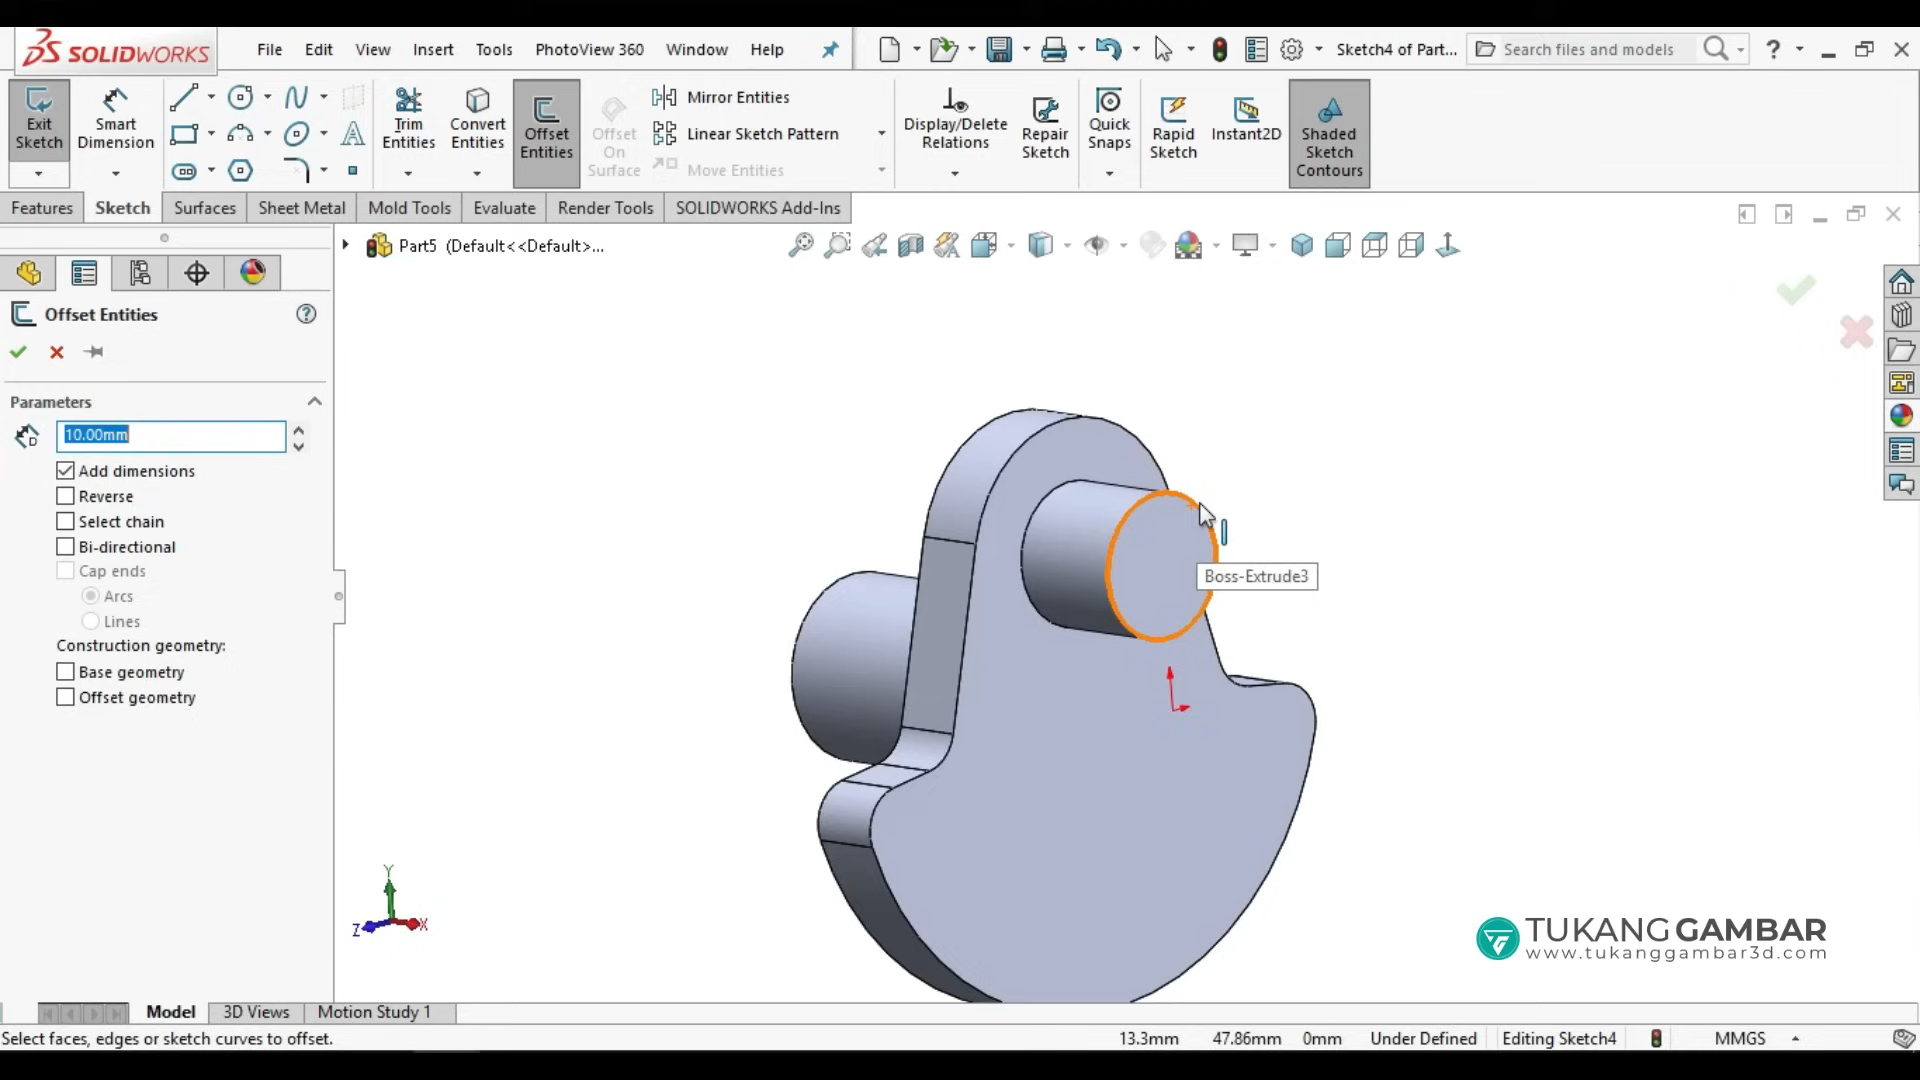 SOLIDWORKS File Edit View Insert Tools PhotoView 360 Window Help Sketch4 of Part... Search files and models ?
Exit Sketch
Smart Dimension
Trim Entities
Convert Entities
Offset Entities
Offset On Surface
Mirror Entities
Linear Sketch Pattern
Move Entities
Display/Delete Relations
Repair Sketch
Quick Snaps
Rapid Sketch
Instant2D
Shaded Sketch Contours
Features Sketch Surfaces Sheet Metal Mold Tools Evaluate Render Tools SOLIDWORKS Add-Ins
Part5 (Default<<Default>...
Offset Entities ?
Parameters
10.00mm
Add dimensions
Reverse
Select chain
Bi-directional
Cap ends
Arcs
Lines
Construction geometry:
Base geometry
Offset geometry
Boss-Extrude3
Y
Z X
TUKANG GAMBAR
www.tukanggambar3d.com
Model 3D Views Motion Study 1
Select faces, edges or sketch curves to offset. 13.3mm 47.86mm 0mm Under Defined Editing Sketch4 MMGS